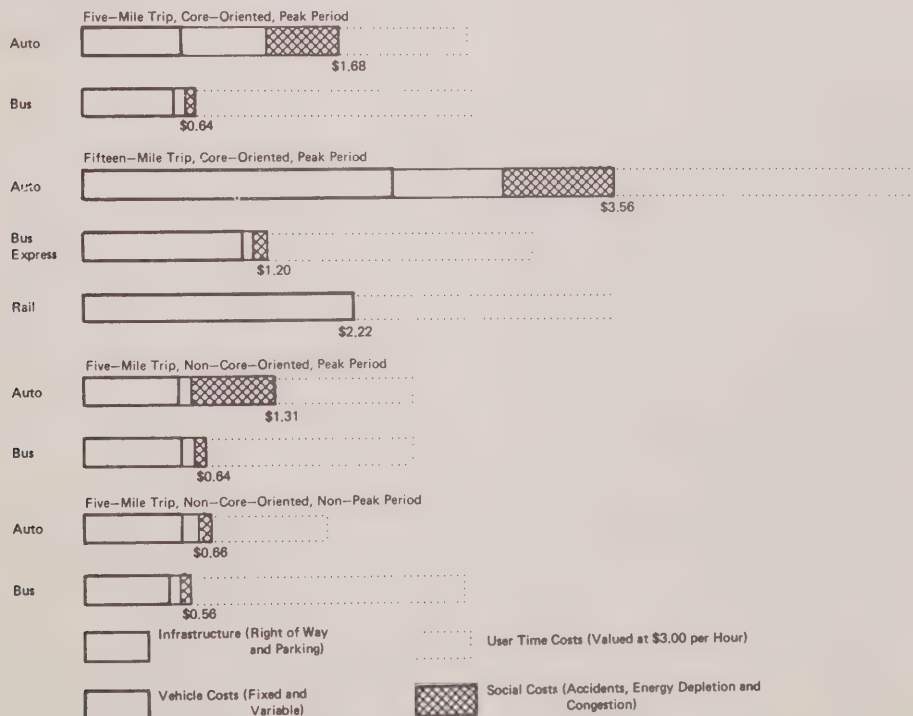 Five-Mile Trip, Core-Oriented, Peak Period
Auto
$1.68
Bus
$0.64
Fifteen-Mile Trip, Core-Oriented, Peak Period
Auto
$3.56
Bus
Express
$1.20
Rail
$2.22
Five-Mile Trip, Non-Core-Oriented, Peak Period
Auto
$1.31
Bus
$0.64
Five-Mile Trip, Non-Core-Oriented, Non-Peak Period
Auto
$0.66
Bus
$0.56
Infrastructure (Right of Way
and Parking)
User Time Costs (Valued at $3.00 per Hour)
Vehicle Costs (Fixed and
Variable)
Social Costs (Accidents, Energy Depletion and
Congestion)